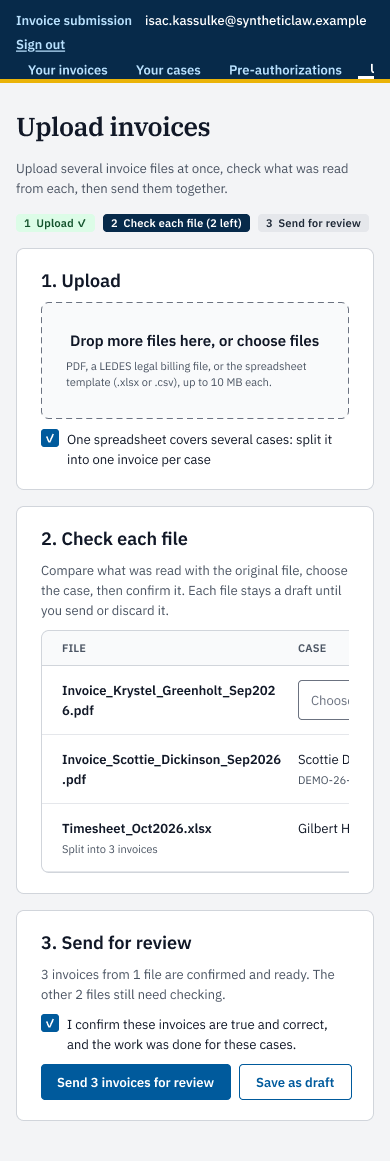 Invoice submission isac.kassulke@syntheticlaw.example
Sign out
Your invoices Your cases Pre-authorizations
Upload invoices
Upload several invoice files at once, check what was read
from each, then send them together.
1 Upload ✓ 2 Check each file (2 left) 3 Send for review
1. Upload
Drop more files here, or choose files
PDF, a LEDES legal billing file, or the spreadsheet
template (.xlsx or .csv), up to 10 MB each.
One spreadsheet covers several cases: split it
into one invoice per case
2. Check each file
Compare what was read with the original file, choose
the case, then confirm it. Each file stays a draft until
you send or discard it.
FILE CASE
Invoice_Krystel_Greenholt_Sep202
6.pdf
Choose
Invoice_Scottie_Dickinson_Sep2026
.pdf
Scottie D
DEMO-26-
Timesheet_Oct2026.xlsx
Gilbert H
Split into 3 invoices
3. Send for review
3 invoices from 1 file are confirmed and ready. The
other 2 files still need checking.
I confirm these invoices are true and correct,
and the work was done for these cases.
Send 3 invoices for review Save as draft